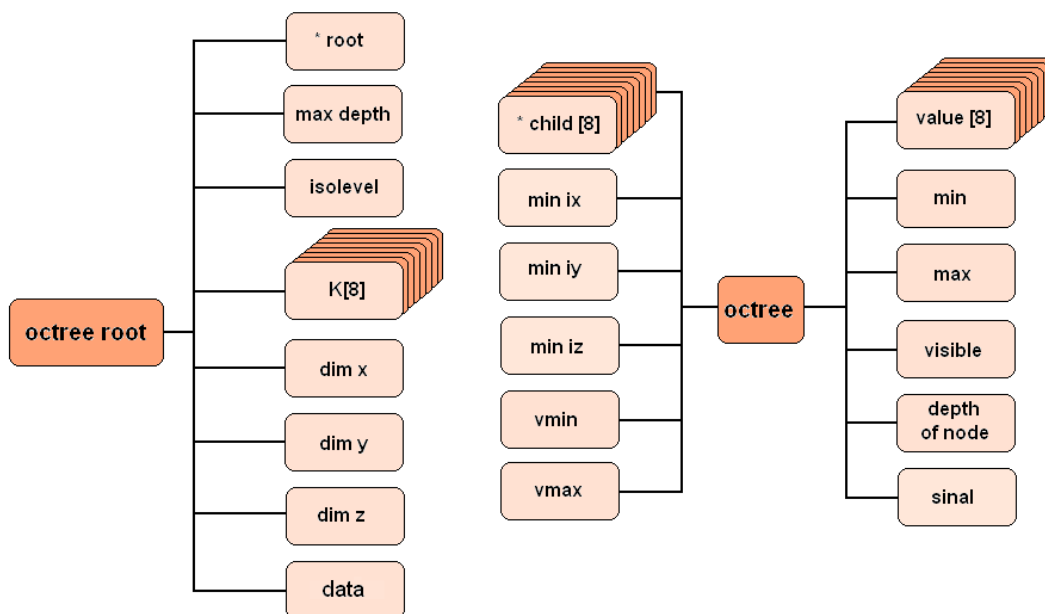 octree root
* root
max depth
isolevel
K[8]
dim x
dim y
dim z
data
* child [8]
min ix
min iy
min iz
vmin
vmax
octree
value [8]
min
max
visible
depth
of node
sinal